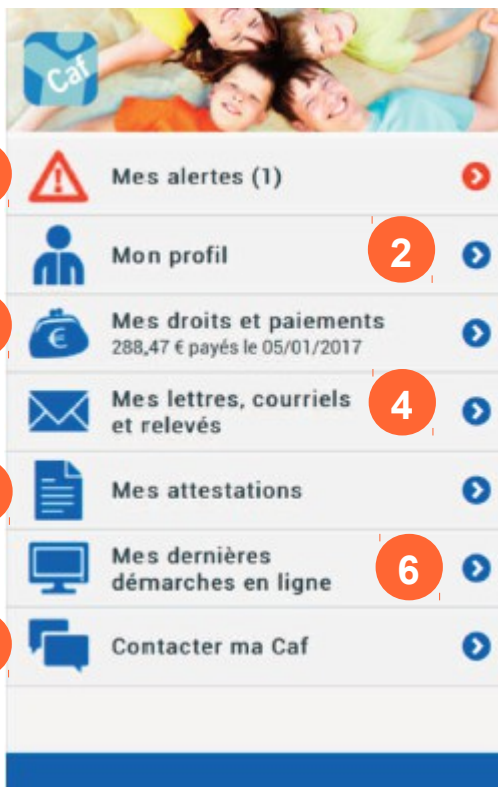 Caf
Mes alertes (1)
Mon profil
2
Mes droits et paiements
288,47 € payés le 05/01/2017
Mes lettres, courriels
et relevés
4
Mes attestations
Mes dernières
démarches en ligne
6
Contacter ma Caf